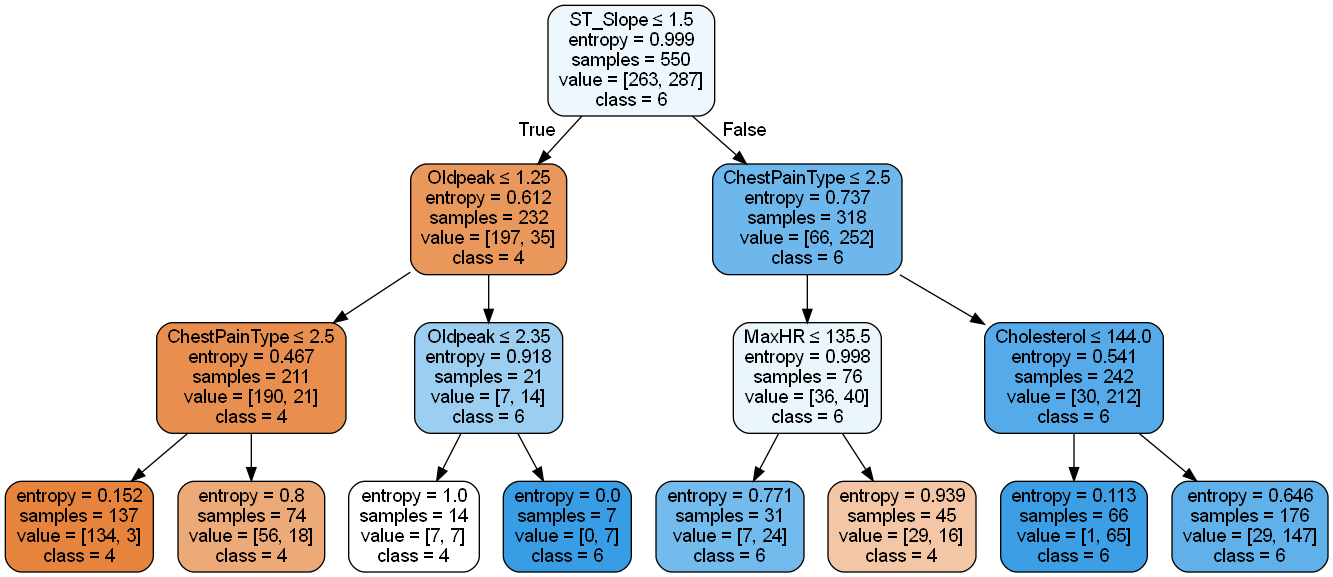 ST_Slope ≤ 1.5
entropy = 0.999
samples = 550
value = [263, 287]
class = 6
True
False
Oldpeak ≤ 1.25
entropy = 0.612
samples = 232
value = [197, 35]
class = 4
ChestPainType ≤ 2.5
entropy = 0.737
samples = 318
value = [66, 252]
class = 6
ChestPainType ≤ 2.5
entropy = 0.467
samples = 211
value = [190, 21]
class = 4
Oldpeak ≤ 2.35
entropy = 0.918
samples = 21
value = [7, 14]
class = 6
MaxHR ≤ 135.5
entropy = 0.998
samples = 76
value = [36, 40]
class = 6
Cholesterol ≤ 144.0
entropy = 0.541
samples = 242
value = [30, 212]
class = 6
entropy = 0.152
samples = 137
value = [134, 3]
class = 4
entropy = 0.8
samples = 74
value = [56, 18]
class = 4
entropy = 1.0
samples = 14
value = [7, 7]
class = 4
entropy = 0.0
samples = 7
value = [0, 7]
class = 6
entropy = 0.771
samples = 31
value = [7, 24]
class = 6
entropy = 0.939
samples = 45
value = [29, 16]
class = 4
entropy = 0.113
samples = 66
value = [1, 65]
class = 6
entropy = 0.646
samples = 176
value = [29, 147]
class = 6